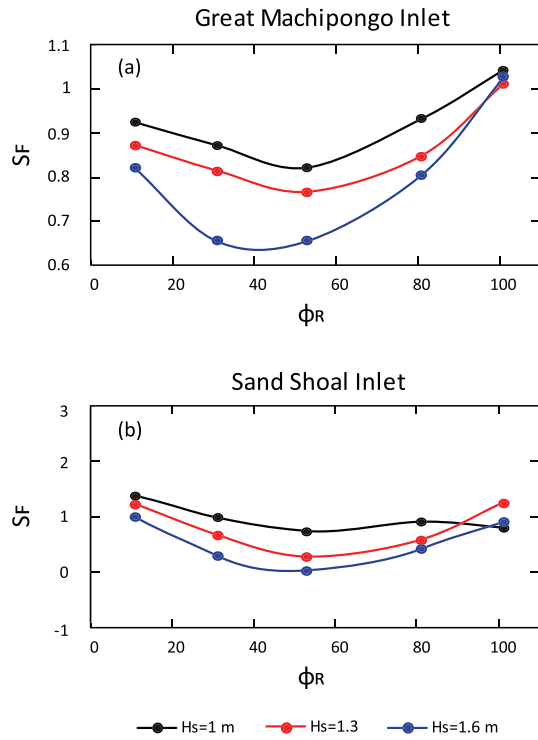 Great Machipongo Inlet
1.1
(a)
1
0.9
SF
0.8
0.7
0.6
0 20 40 60 80 100
ϕR
Sand Shoal Inlet
3
(b)
2
SF
1
0
-1
0 20 40 60 80 100
ϕR
Hs=1 m Hs=1.3 Hs=1.6 m